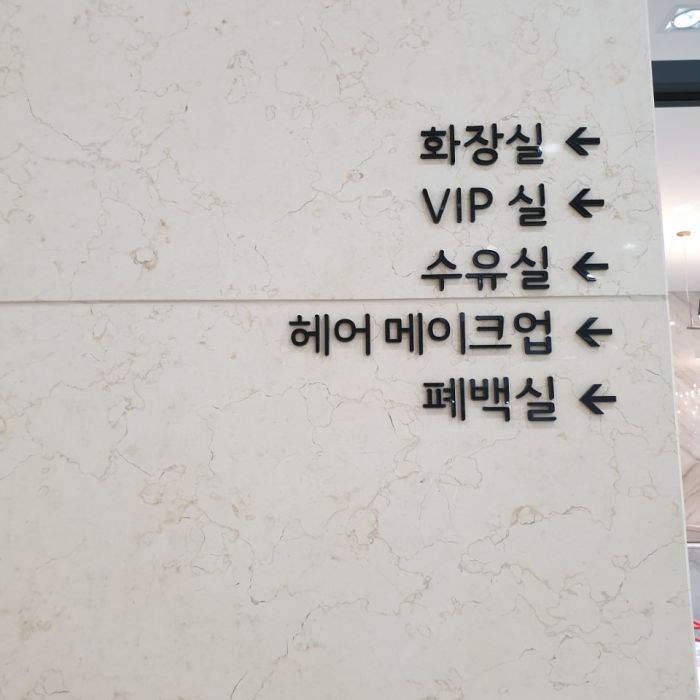 화장실 ←
VIP 실 ←
수유실 ←
헤어 메이크업 ←
폐백실 ←